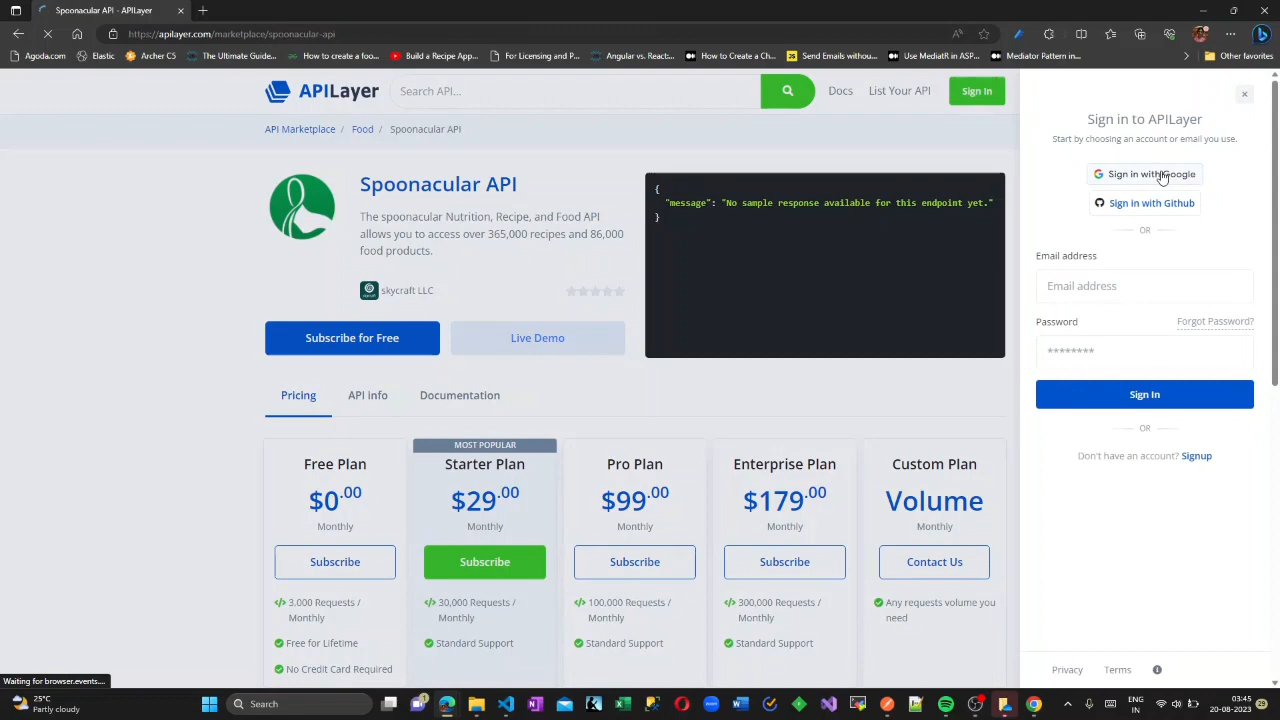 Spoonacular API - APILayer
https://apilayer.com/marketplace/spoonacular-api
Agoda.com
Elastic
Archer C5
The Ultimate Guide...
How to create a foo...
Build a Recipe App...
Full Licensing and P...
Angular vs. React...
How To Create a Ch...
Send Emails withou...
Use MediatR in ASP...
Mediator Pattern in...
Other favorites
APILayer
Search API...
Docs
List Your API
Sign In
API Marketplace / Food / Spoonacular API
Spoonacular API
The spoonacular Nutrition, Recipe, and Food API
allows you to access over 365,000 recipes and 86,000
food products.
skycraft LLC
Subscribe for Free
Live Demo
{
"message": "No sample response available for this endpoint yet."
}
Pricing
API Info
Documentation
Free Plan
$0.00
Monthly
Subscribe
3,000 Requests /
Monthly
Free for Lifetime
No Credit Card Required
MOST POPULAR
Starter Plan
$29.00
Monthly
Subscribe
30,000 Requests /
Monthly
Standard Support
Pro Plan
$99.00
Monthly
Subscribe
100,000 Requests /
Monthly
Standard Support
Enterprise Plan
$179.00
Monthly
Subscribe
300,000 Requests /
Monthly
Standard Support
Custom Plan
Volume
Monthly
Contact Us
Any requests volume you
need
Sign in to APILayer
Start by choosing an account or email you use.
Sign in with Google
Sign in with Github
OR
Email address
Email address
Password
Forgot Password?
********
Sign In
OR
Don't have an account? Signup
Privacy
Terms
Waiting for browser.events....
25°C
Partly cloudy
Search
ENG
IN
03:45
20-08-2023